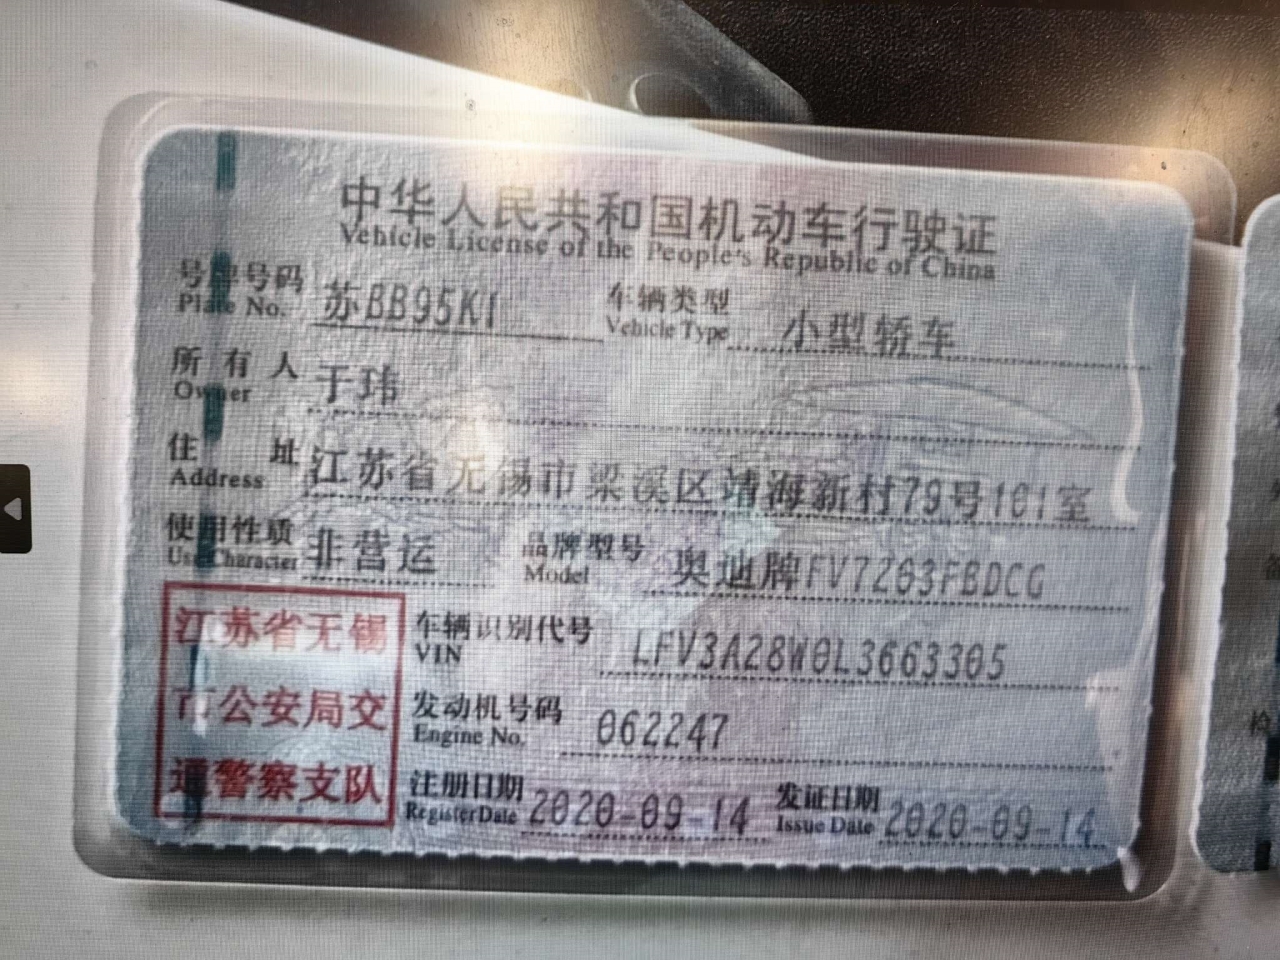 中华人民共和国机动车行驶证
Vehicle License of the People's Republic of China
号牌号码 苏BB95K1 车辆类型 小型轿车
Plate No. Vehicle Type
所有人 于玮
Owner
住址 江苏省无锡市梁溪区靖海新村79号101室
Address
使用性质 非营运 品牌型号 奥迪牌FV7203FBDCG
Use Character Model
江苏省无锡
市公安局交
通警察支队
车辆识别代号 LFV3A28W0L3663305
VIN
发动机号码 062247
Engine No.
注册日期 2020-09-14 发证日期 2020-09-14
Register Date Issue Date